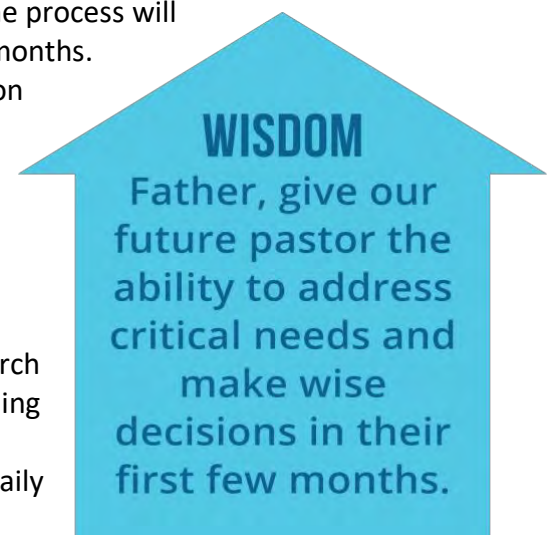 e process will
months.
on
WISDOM
Father, give our
future pastor the
ability to address
critical needs and
make wise
decisions in their
first few months.
rch
ing
aily